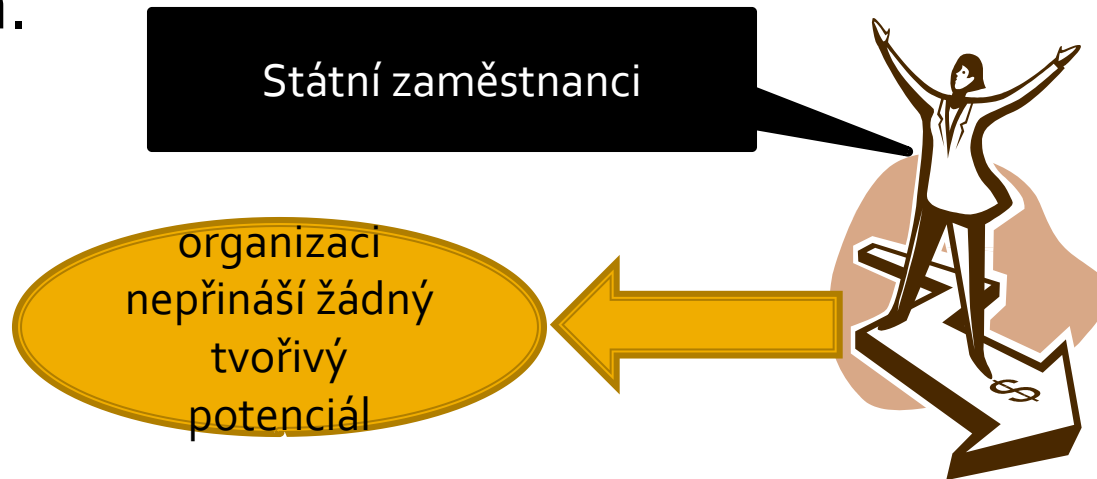 Státní zaměstnanci
organizaci
nepřináší žádný
tvořivý
potenciál
$